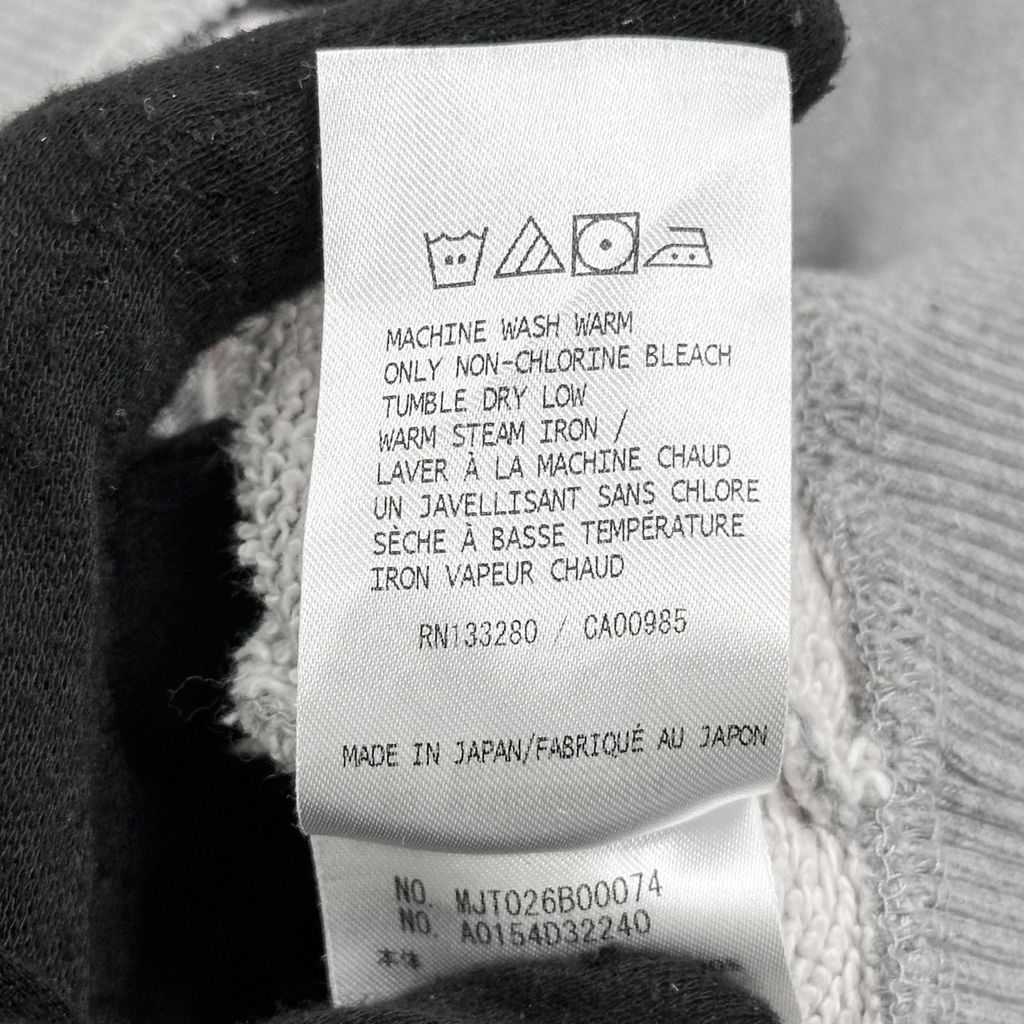 MACHINE WASH WARM
ONLY NON-CHLORINE BLEACH
TUMBLE DRY LOW
WARM STEAM IRON /
LAVER À LA MACHINE CHAUD
UN JAVELLISANT SANS CHLORE
SÈCHE À BASSE TEMPÉRATURE
IRON VAPEUR CHAUD
RN133280 / CA00985
MADE IN JAPAN/FABRIQUÉ AU JAPON
NO. MJT026B00074
NO. A0154D32240
本体